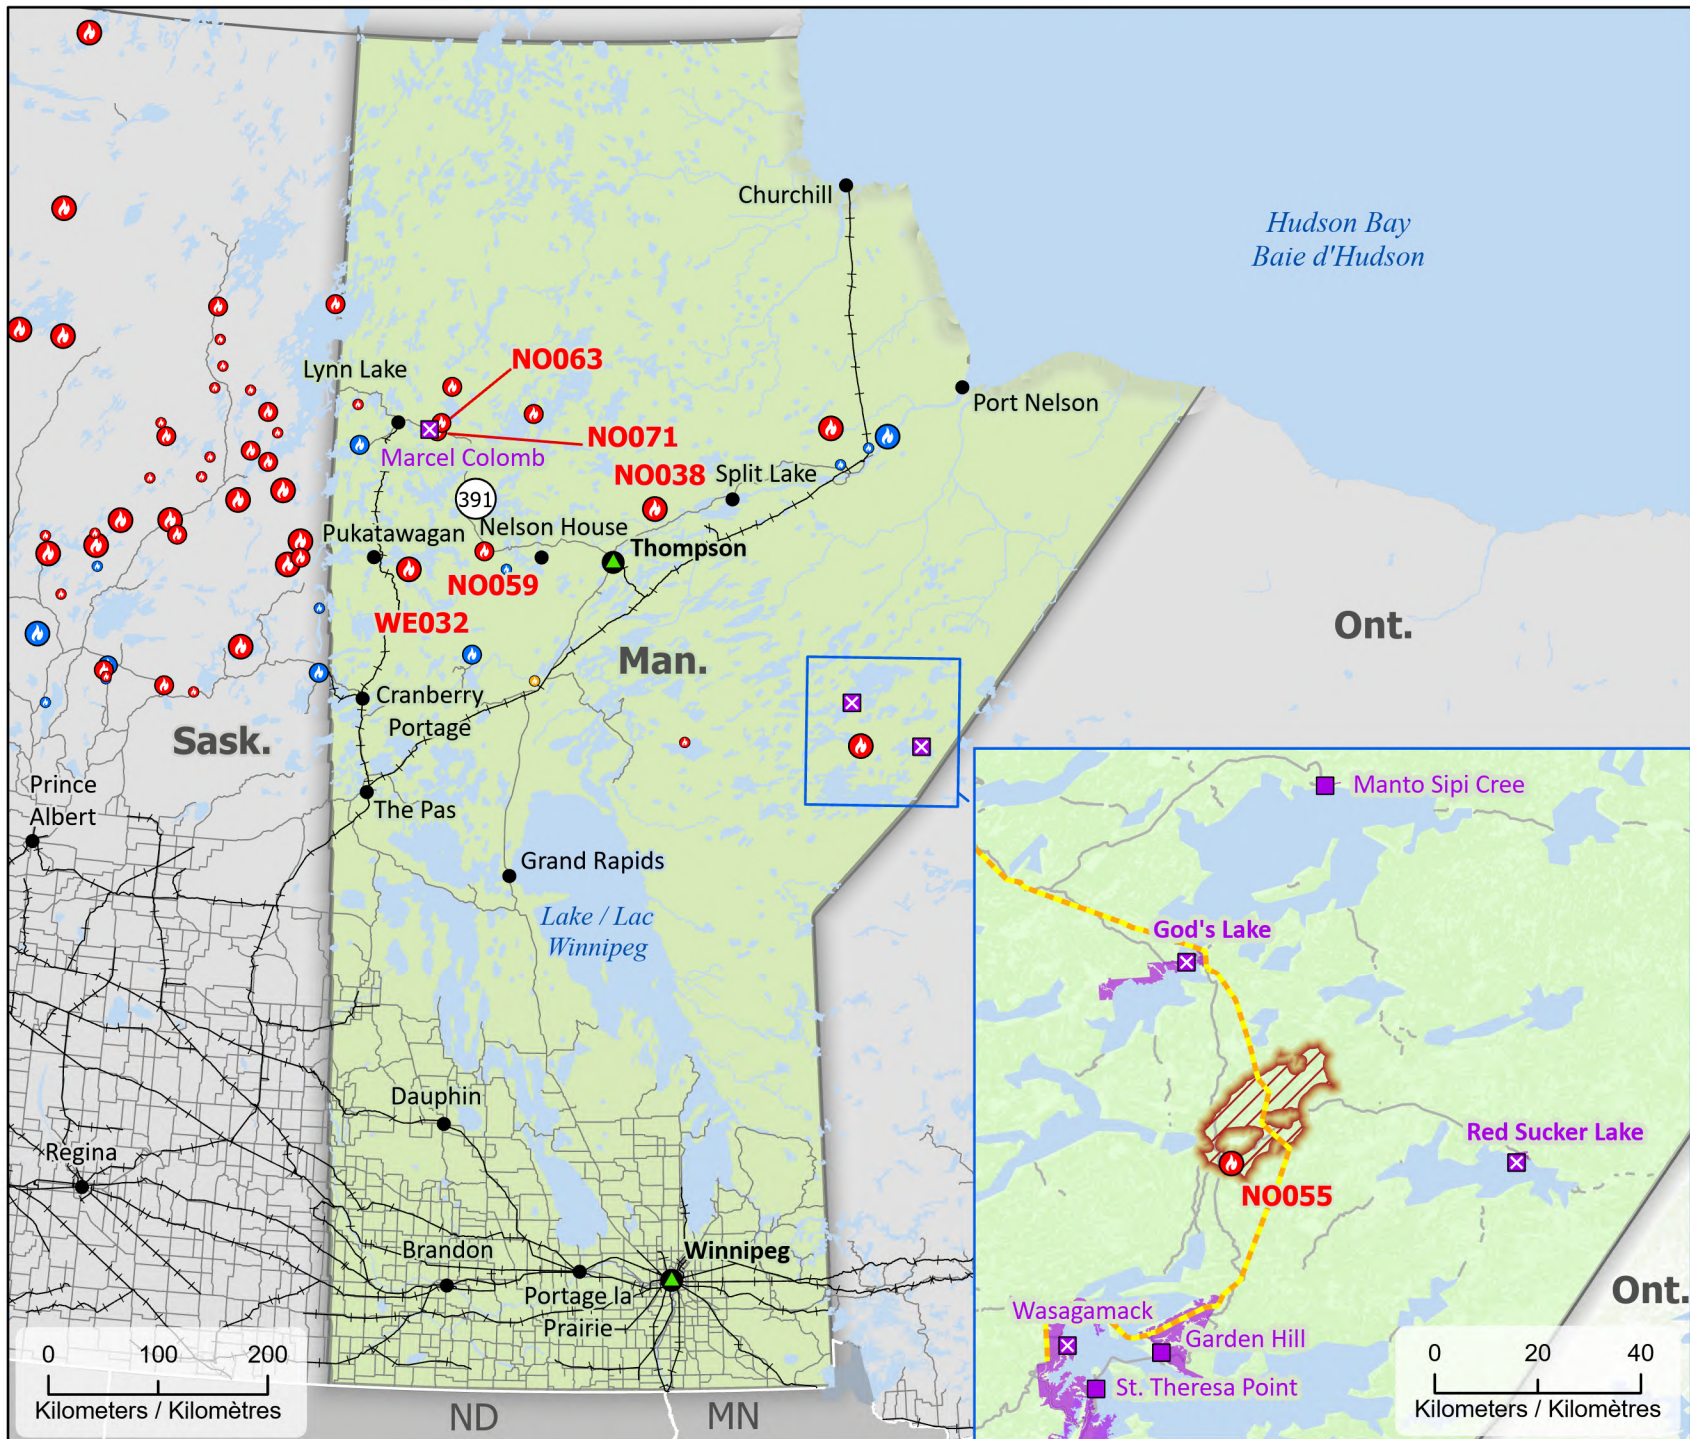 Churchill
Hudson Bay
Baie d'Hudson
NO063
Lynn Lake
Port Nelson
NO071
Marcel Colomb
NO038
Split Lake
391
Nelson House
Pukatawagan
Thompson
NO059
WE032
Ont.
Man.
Cranberry
Portage
Sask.
Prince
Albert
The Pas
Manto Sipi Cree
Grand Rapids
Lake / Lac
Winnipeg
God's Lake
Dauphin
Regina
Red Sucker Lake
NO055
Brandon
Winnipeg
Portage la
Prairie
Ont.
Wasagamack
Garden Hill
St. Theresa Point
0 100 200
Kilometers / Kilomètres
ND
MN
0 20 40
Kilometers / Kilomètres